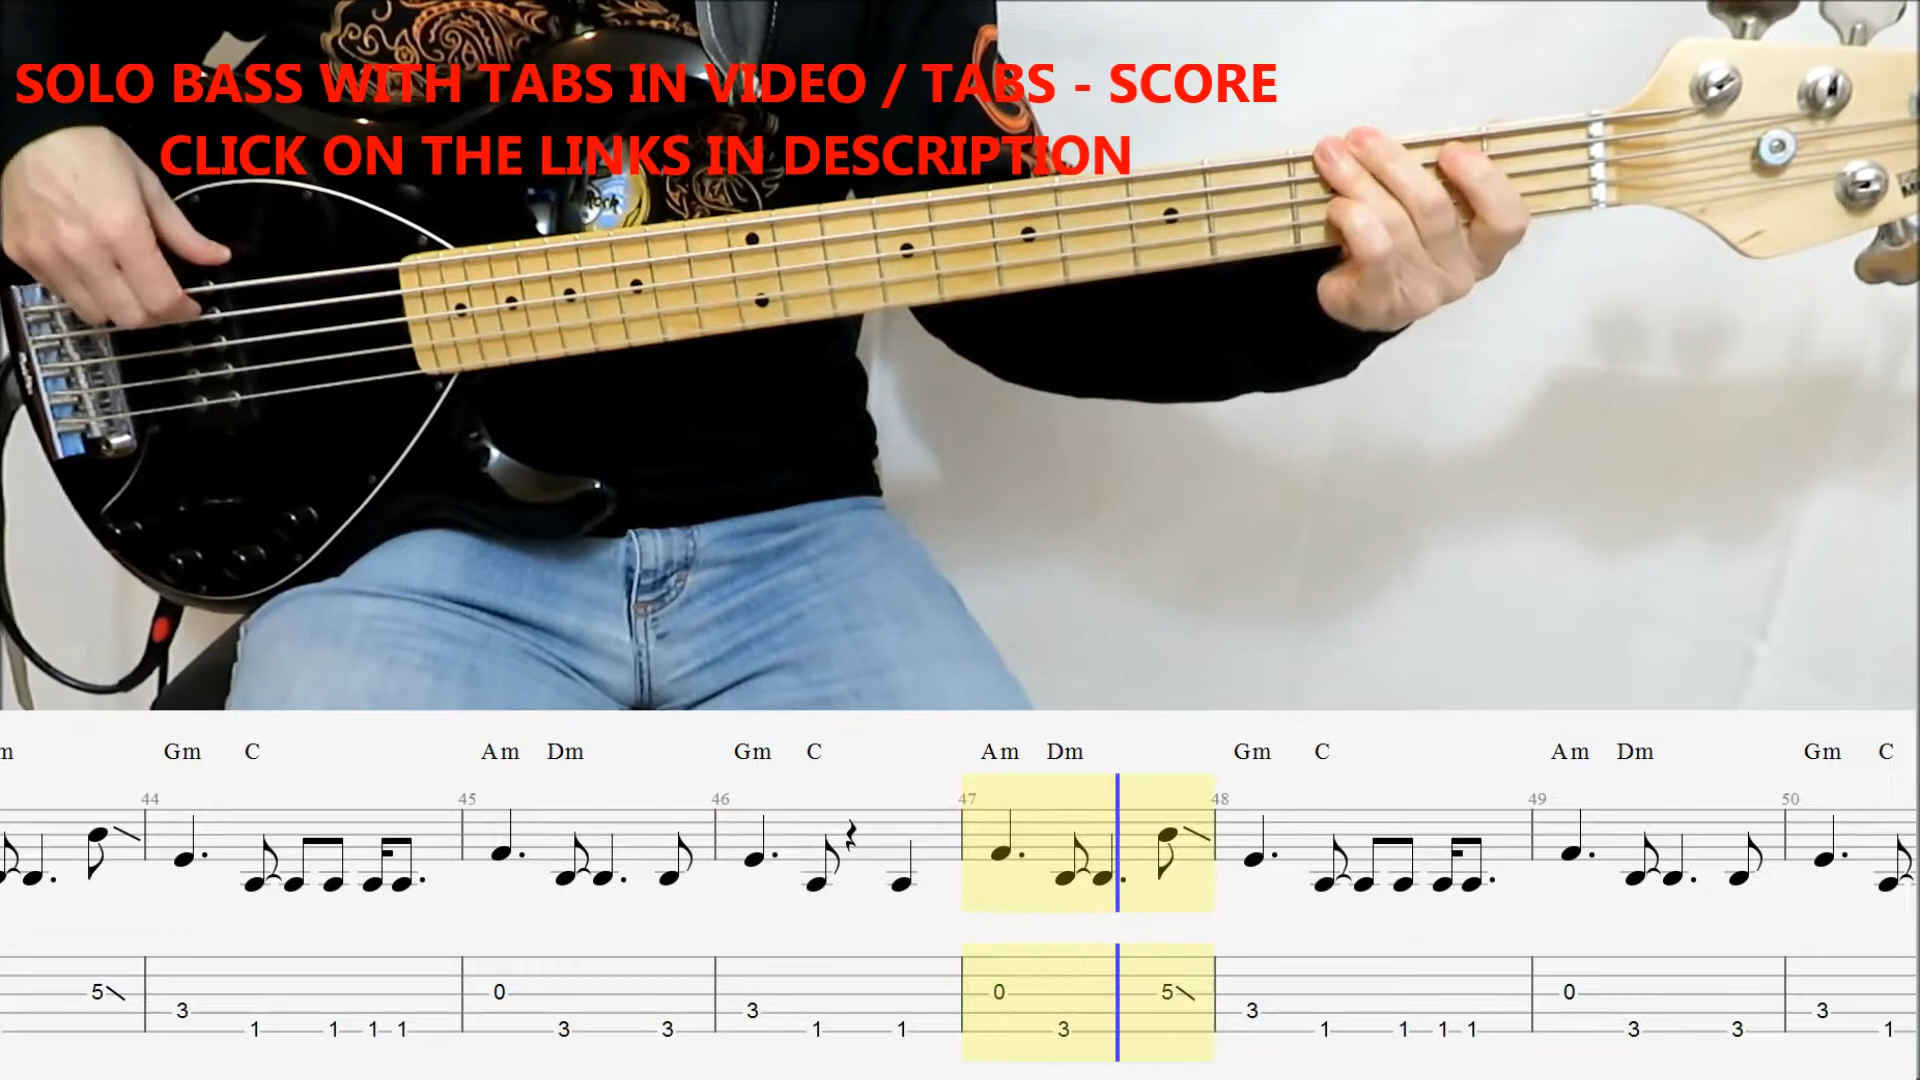 SOLO BASS WITH TABS IN VIDEO / TABS - SCORE
CLICK ON THE LINKS IN DESCRIPTION
m Gm C Am Dm Gm C Am Dm Gm C Am Dm Gm C
44 45 46 47 48 49 50
5 3 1 1 1 1 0 3 3 3 1 1 0 3 5 3 1 1 1 1 0 3 3 3 1